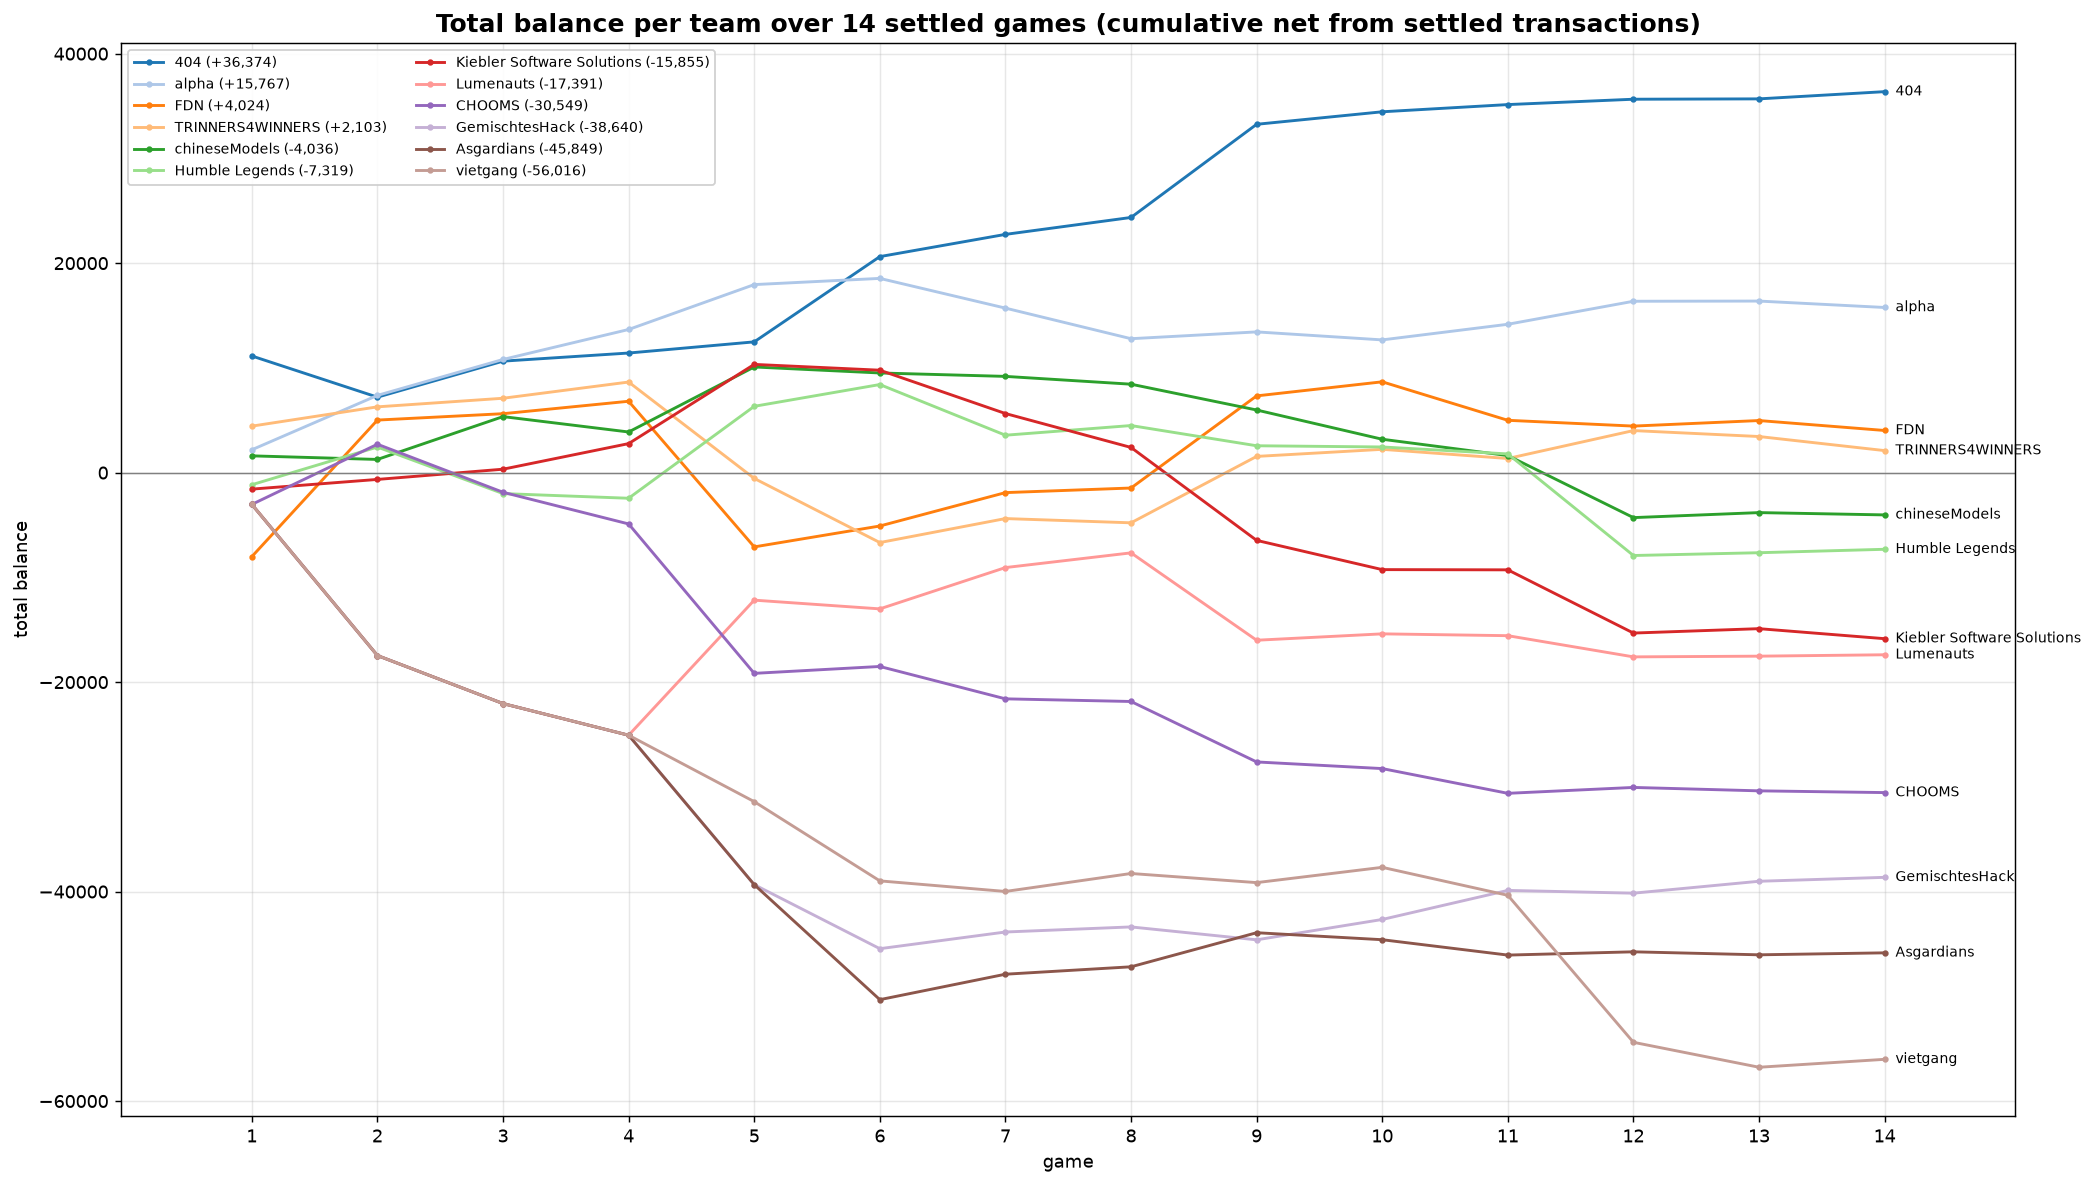 Total balance per team over 14 settled games (cumulative net from settled transactions)
404 (+36,374)
alpha (+15,767)
FDN (+4,024)
TRINNERS4WINNERS (+2,103)
chineseModels (-4,036)
Humble Legends (-7,319)
Kiebler Software Solutions (-15,855)
Lumenauts (-17,391)
CHOOMS (-30,549)
GemischtesHack (-38,640)
Asgardians (-45,849)
vietgang (-56,016)
40000
20000
0
−20000
−40000
−60000
total balance
404
alpha
FDN
TRINNERS4WINNERS
chineseModels
Humble Legends
Kiebler Software Solutions
Lumenauts
CHOOMS
GemischtesHack
Asgardians
vietgang
1 2 3 4 5 6 7 8 9 10 11 12 13 14
game